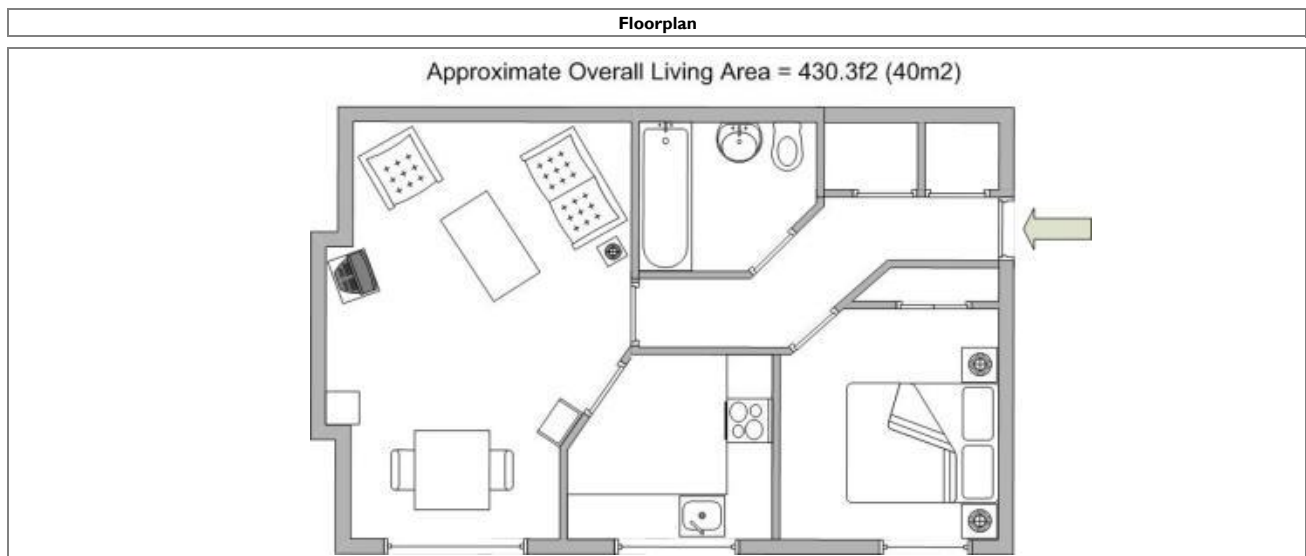 Floorplan
Approximate Overall Living Area = 430.3f2 (40m2)